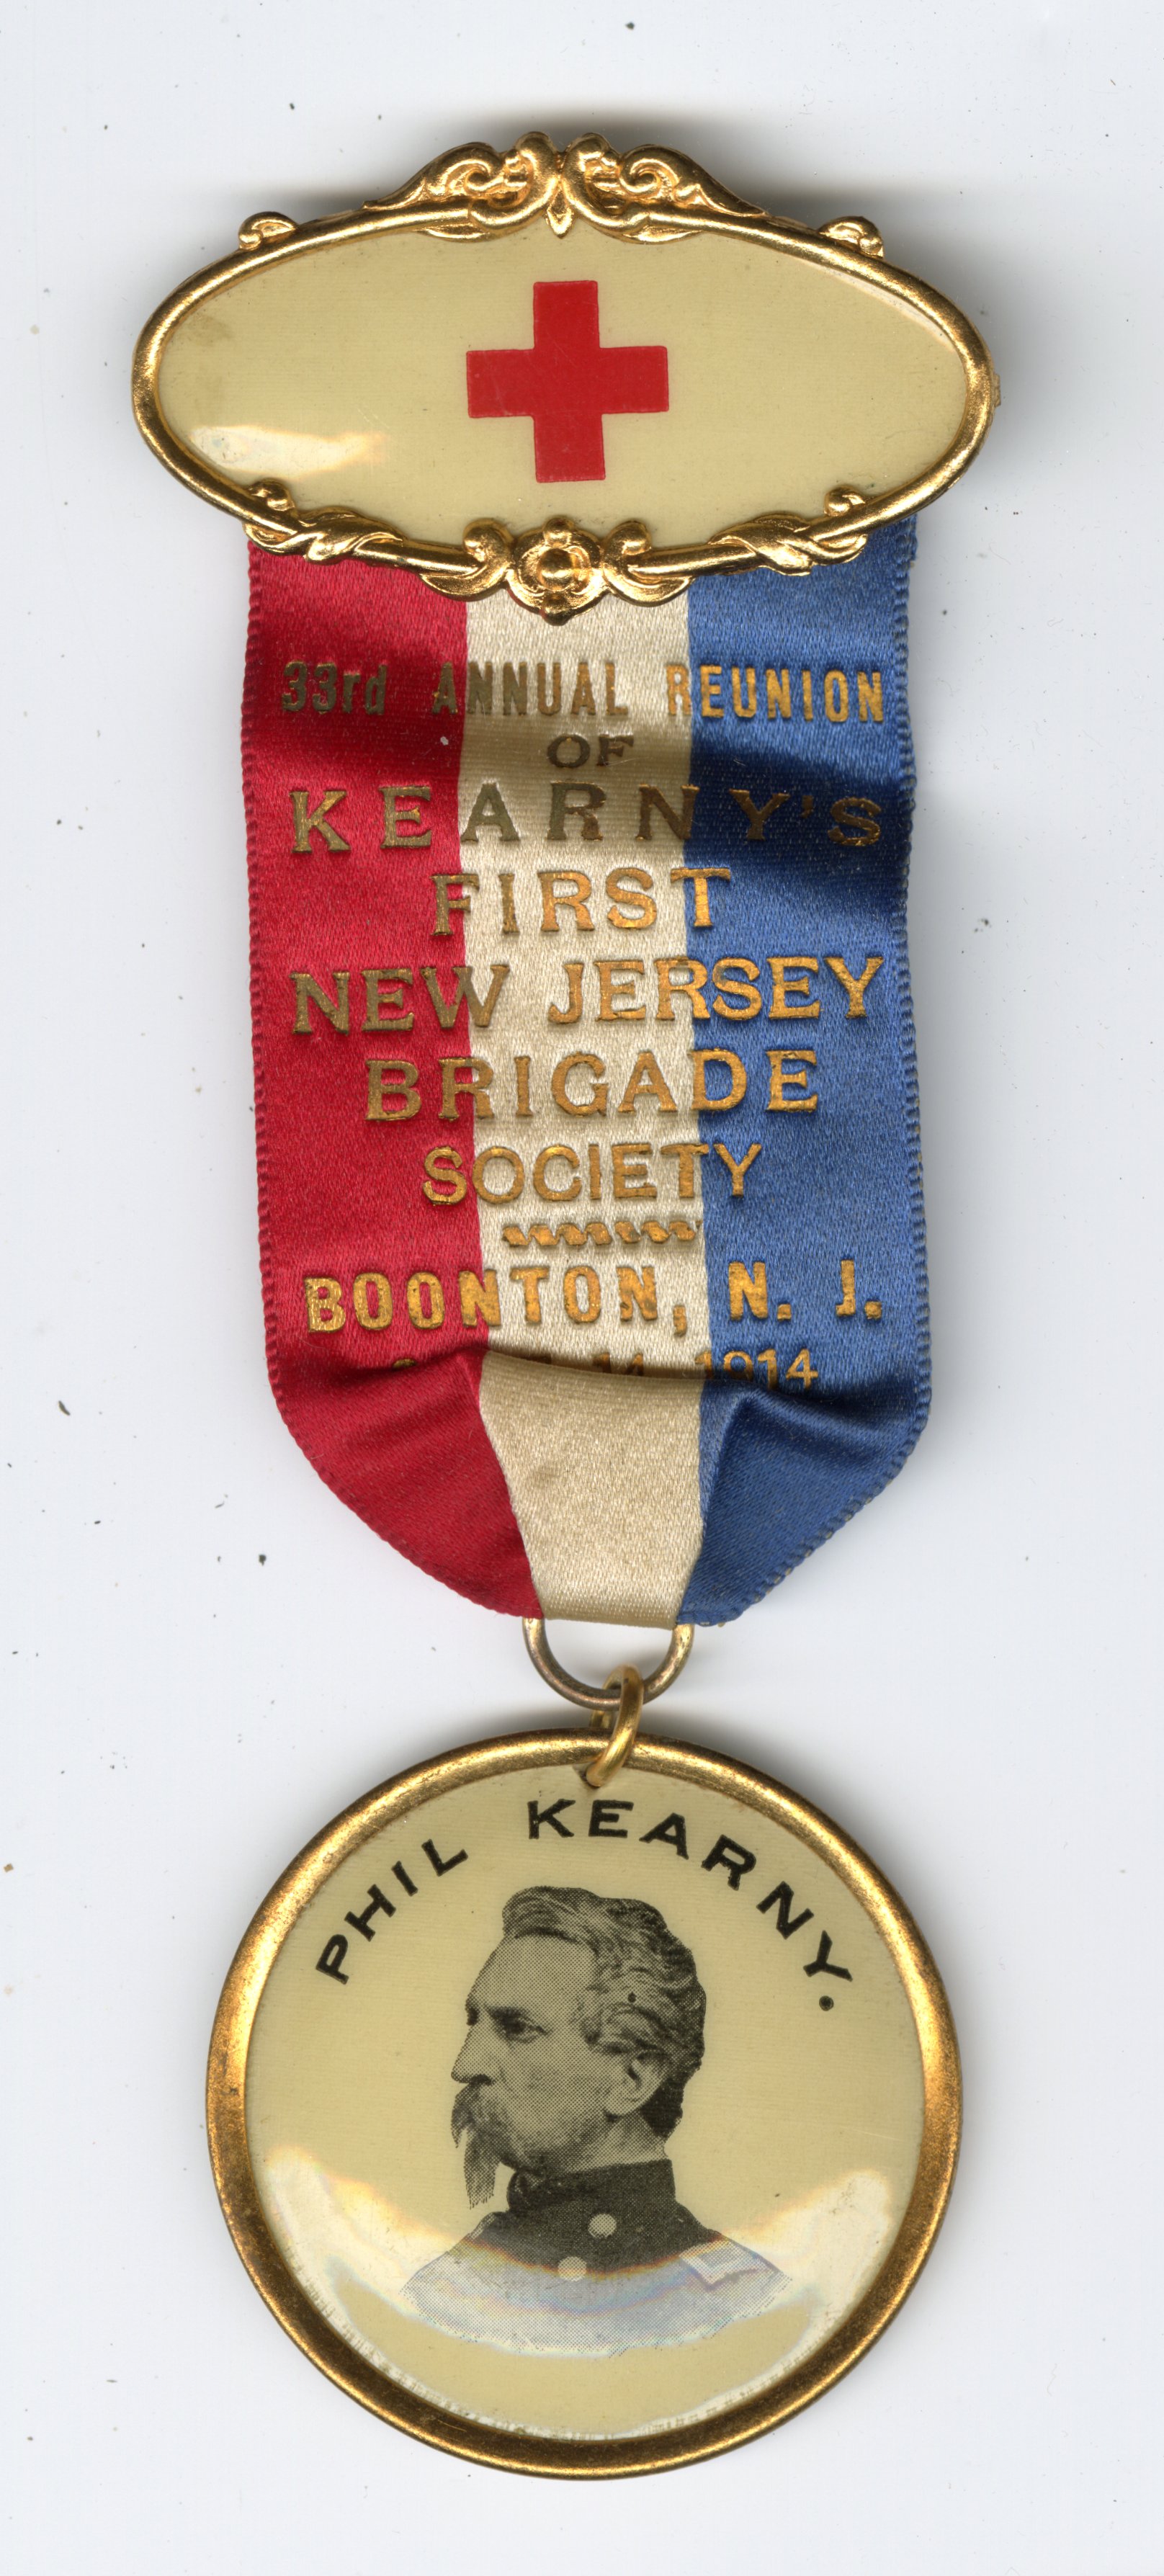 33rd ANNUAL REUNION
OF
KEARNY'S
FIRST
NEW JERSEY
BRIGADE
SOCIETY
BOONTON, N. J.
1914
PHIL KEARNY.